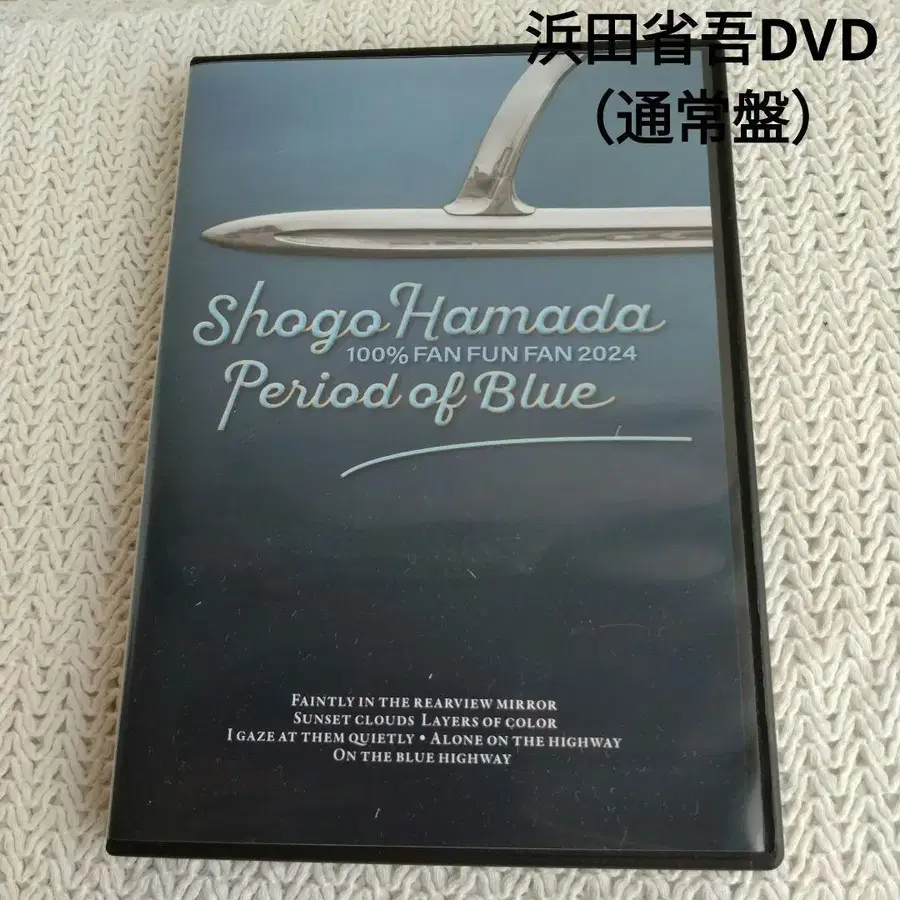 浜田省吾DVD
（通常盤）
Shogo Hamada
100% FAN FUN FAN 2024
Period of Blue
FAINTLY IN THE REARVIEW MIRROR
SUNSET CLOUDS LAYERS OF COLOR
I GAZE AT THEM QUIETLY • ALONE ON THE HIGHWAY
ON THE BLUE HIGHWAY